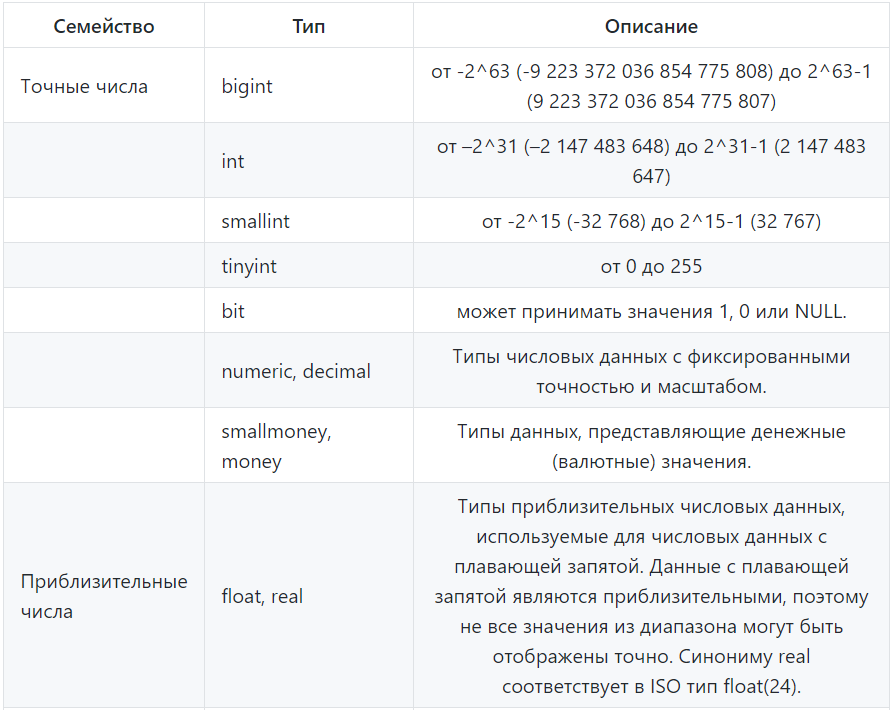 Семейство Тип Описание
Точные числа bigint от -2^63 (-9 223 372 036 854 775 808) до 2^63-1
(9 223 372 036 854 775 807)
int от –2^31 (–2 147 483 648) до 2^31-1 (2 147 483
647)
smallint от -2^15 (-32 768) до 2^15-1 (32 767)
tinyint от 0 до 255
bit может принимать значения 1, 0 или NULL.
numeric, decimal Типы числовых данных с фиксированными
точностью и масштабом.
smallmoney, Типы данных, представляющие денежные
money (валютные) значения.
Приблизительные
числа
float, real
Типы приблизительных числовых данных,
используемые для числовых данных с
плавающей запятой. Данные с плавающей
запятой являются приблизительными, поэтому
не все значения из диапазона могут быть
отображены точно. Синониму real
соответствует в ISO тип float(24).